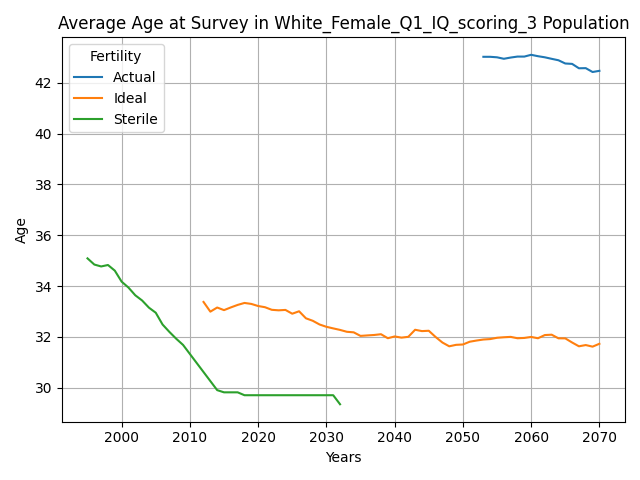 Average Age at Survey in White_Female_Q1_IQ_scoring_3 Population
Fertility
Actual
Ideal
Sterile
Age
42
40
38
36
34
32
30
2000 2010 2020 2030 2040 2050 2060 2070
Years